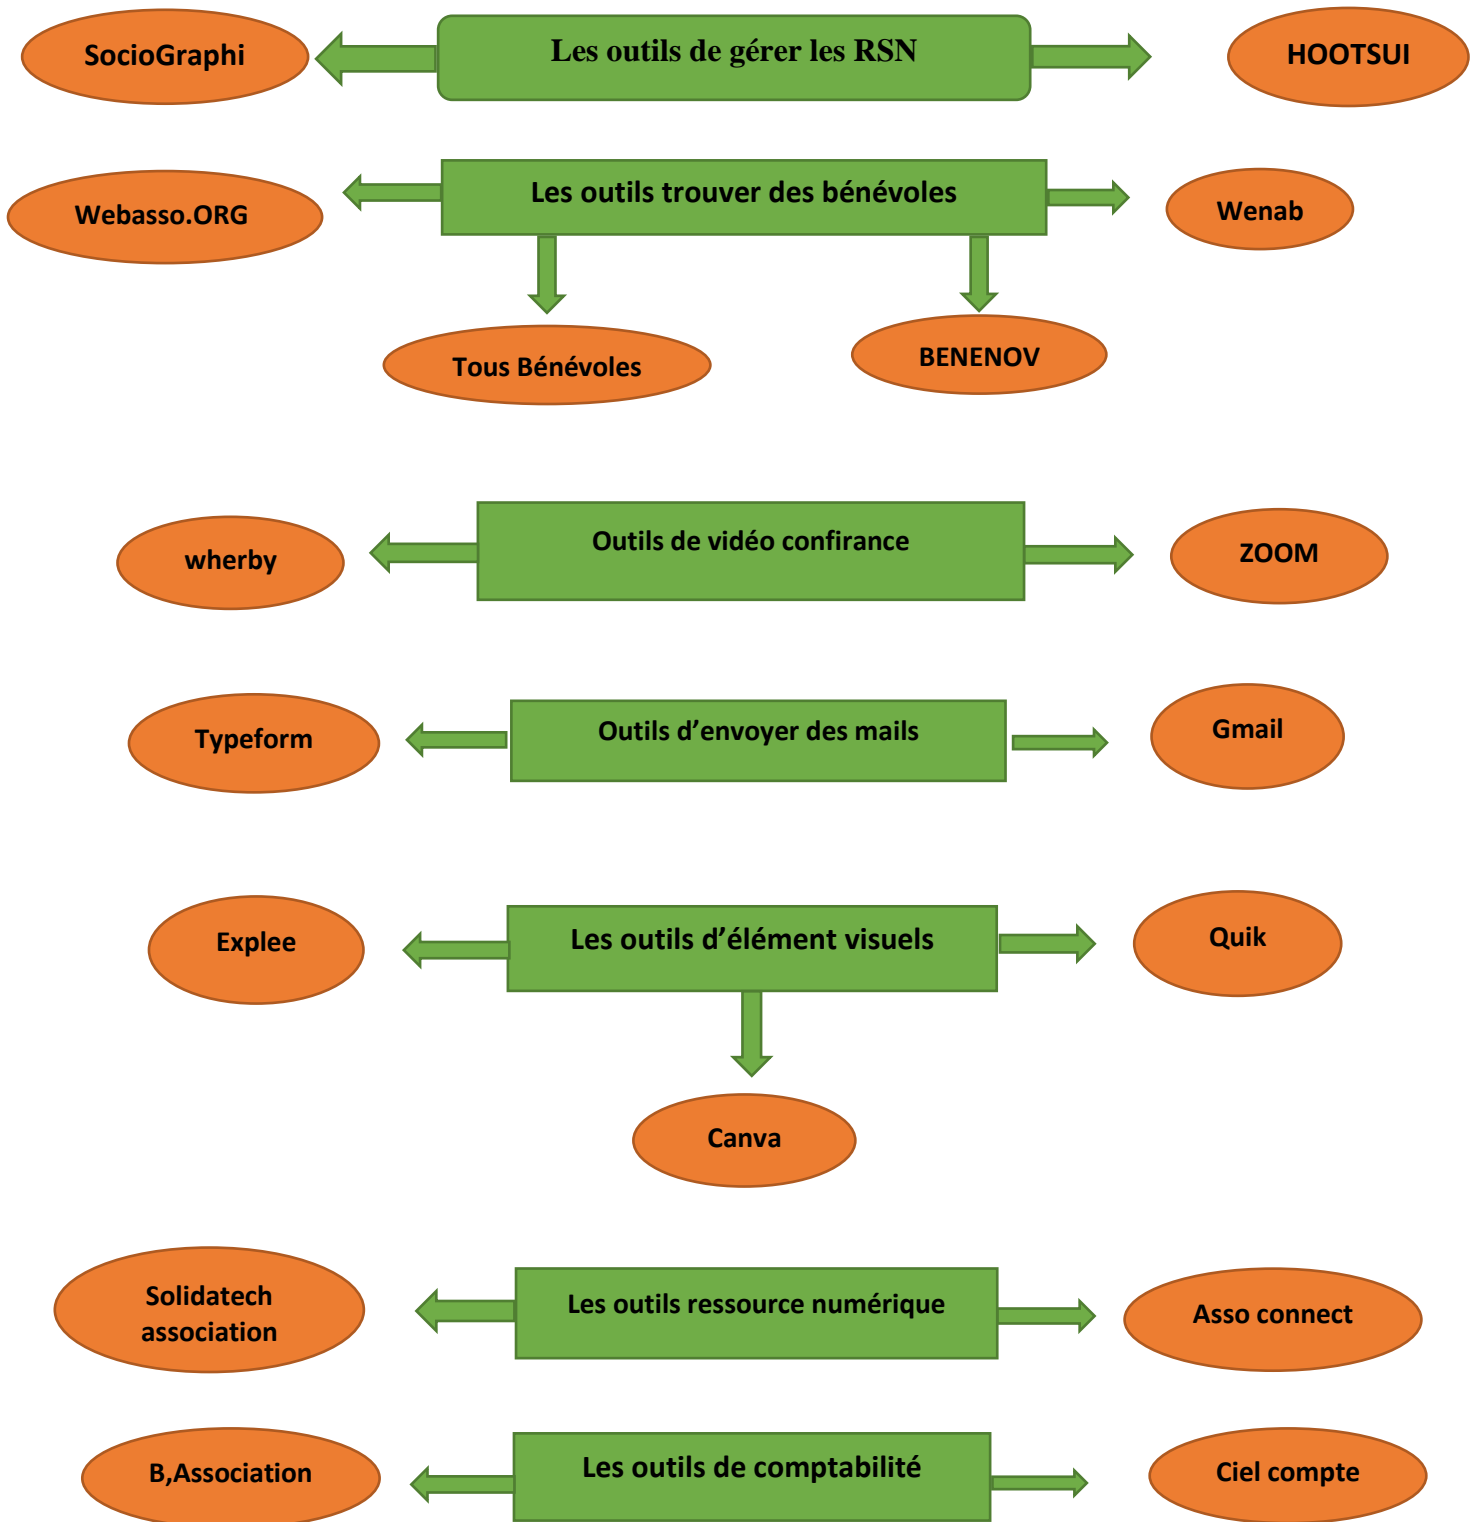 SocioGraphi
Les outils de gérer les RSN
HOOTSUI
Webasso.ORG
Les outils trouver des bénévoles
Wenab
Tous Bénévoles
BENENOV
wherby
Outils de vidéo confirance
ZOOM
Typeform
Outils d’envoyer des mails
Gmail
Explee
Les outils d’élément visuels
Quik
Canva
Solidatech
association
Les outils ressource numérique
Asso connect
B,Association
Les outils de comptabilité
Ciel compte